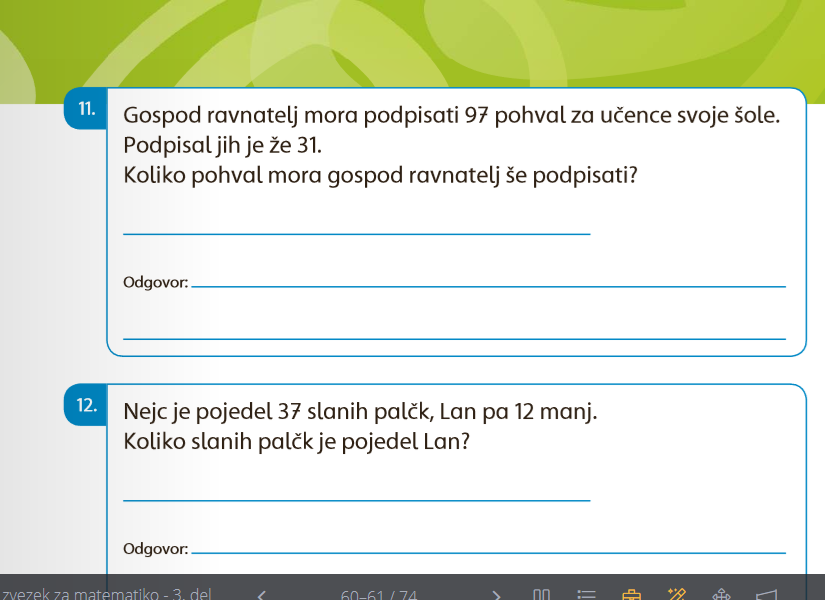 11.
Gospod ravnatelj mora podpisati 97 pohval za učence svoje šole.
Podpisal jih je že 31.
Koliko pohval mora gospod ravnatelj še podpisati?
Odgovor:
12.
Nejc je pojedel 37 slanih palčk, Lan pa 12 manj.
Koliko slanih palčk je pojedel Lan?
Odgovor:
zvezek za matematiko - 3. del
60–61 / 74